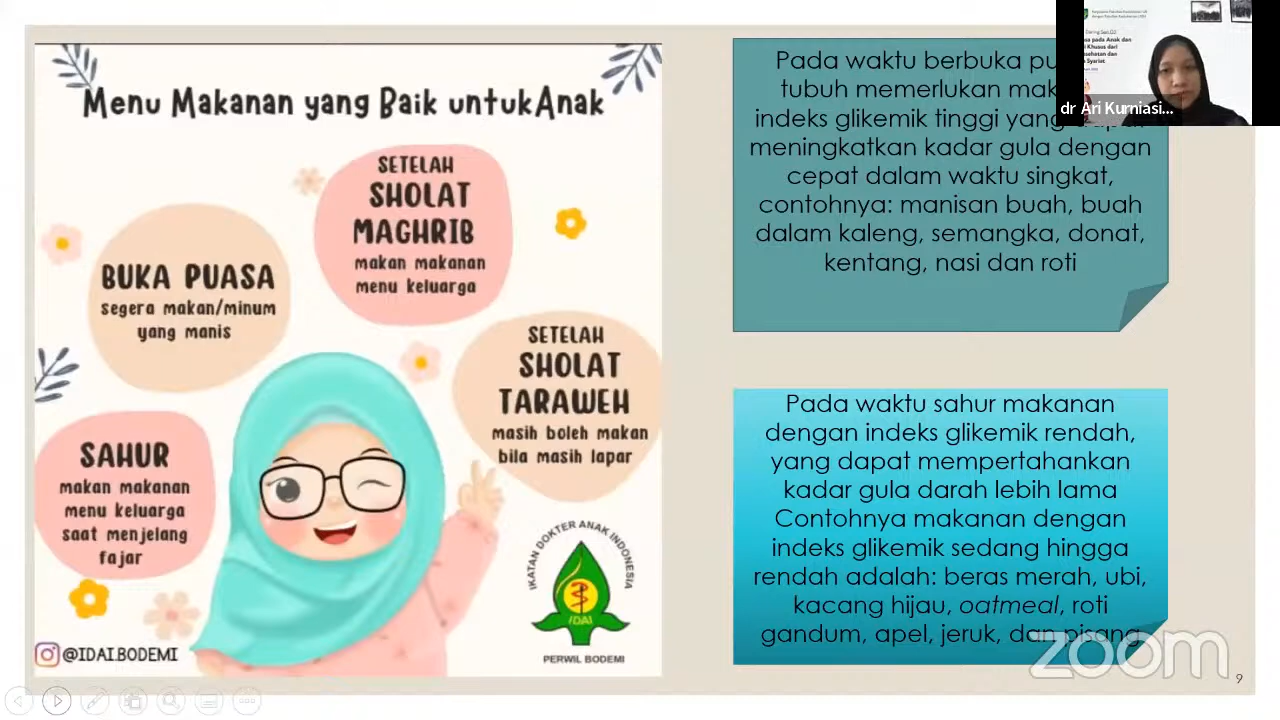 Menu Makanan yang Baik untukAnak
SETELAH
SHOLAT
MAGHRIB
makan makanan
menu keluarga
BUKA PUASA
segera makan/minum
yang manis
SETELAH
SHOLAT
TARAWEH
masih boleh makan
bila masih lapar
SAHUR
makan makanan
menu keluarga
saat menjelang
fajar
IKATAN DOKTER ANAK INDONESIA
IDAI
PERWIL BODEMI
@IDAI.BODEMI
Pada waktu berbuka
tubuh memerlukan
indeks glikemik tinggi yang
meningkatkan kadar gula dengan
cepat dalam waktu singkat,
contohnya: manisan buah, buah
dalam kaleng, semangka, donat,
kentang, nasi dan roti
Pada waktu sahur makanan
dengan indeks glikemik rendah,
yang dapat mempertahankan
kadar gula darah lebih lama
Contohnya makanan dengan
indeks glikemik sedang hingga
rendah adalah: beras merah, ubi,
kacang hijau, oatmeal, roti
gandum, apel, jeruk, dan pisang
zoom
9
dr Ari Kurniasi...